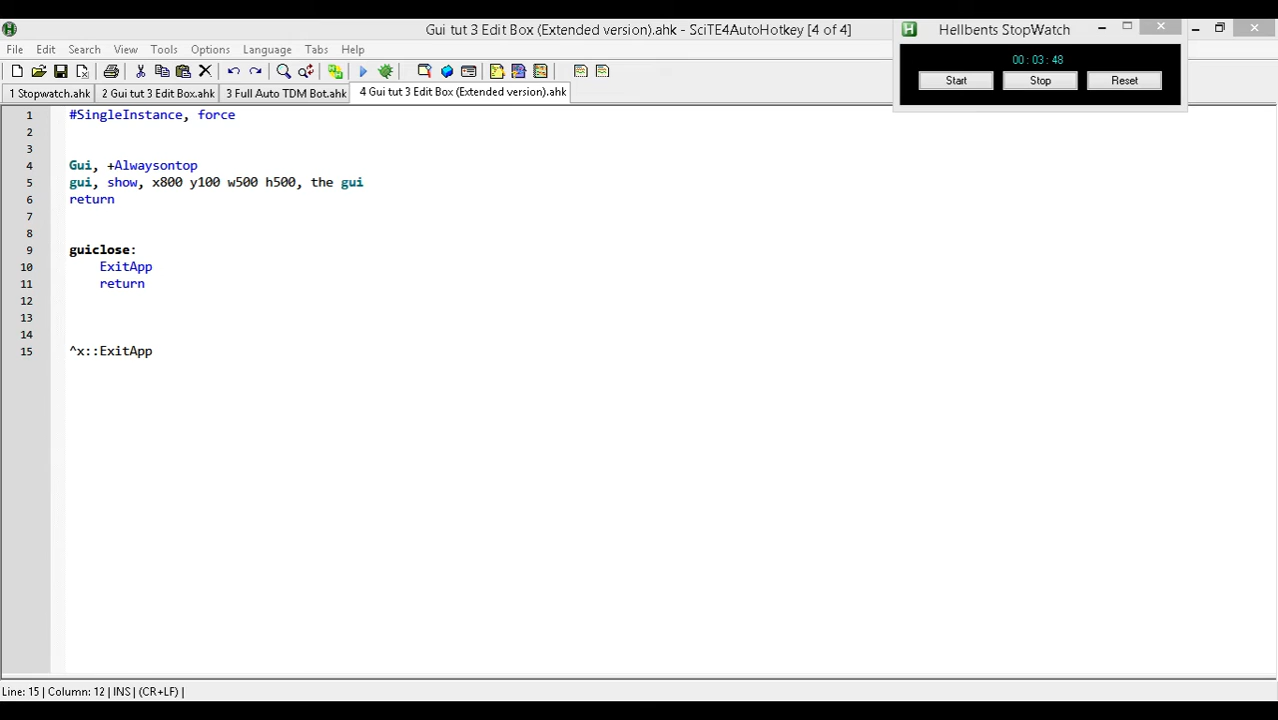 Gui tut 3 Edit Box (Extended version).ahk - SciTE4AutoHotkey [4 of 4]
Hellbents StopWatch
File Edit Search View Tools Options Language Tabs Help
00 : 03 : 48
Start Stop Reset
1 Stopwatch.ahk 2 Gui tut 3 Edit Box.ahk 3 Full Auto TDM Bot.ahk 4 Gui tut 3 Edit Box (Extended version).ahk
1 #SingleInstance, force
2
3
4 Gui, +Alwaysontop
5 gui, show, x800 y100 w500 h500, the gui
6 return
7
8
9 guiclose:
10 ExitApp
11 return
12
13
14
15 ^x::ExitApp
Line: 15 | Column: 12 | INS | (CR+LF) |